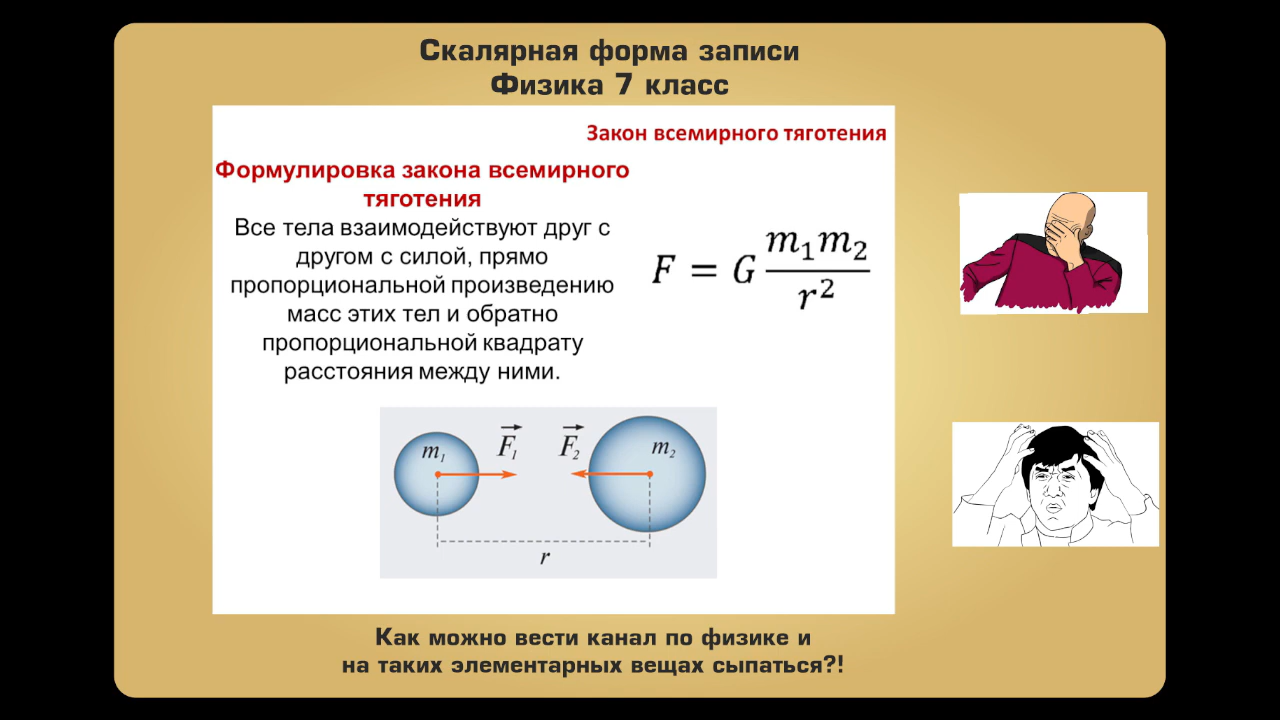 Скалярная форма записи
Физика 7 класс
Закон всемирного тяготения
Формулировка закона всемирного
тяготения
Все тела взаимодействуют друг с
другом с силой, прямо
пропорциональной произведению
масс этих тел и обратно
пропорциональной квадрату
расстояния между ними.
F = G m₁m₂ / r²
m₁ F₁ F₂ m₂
r
Как можно вести канал по физике и
на таких элементарных вещах сыпаться?!